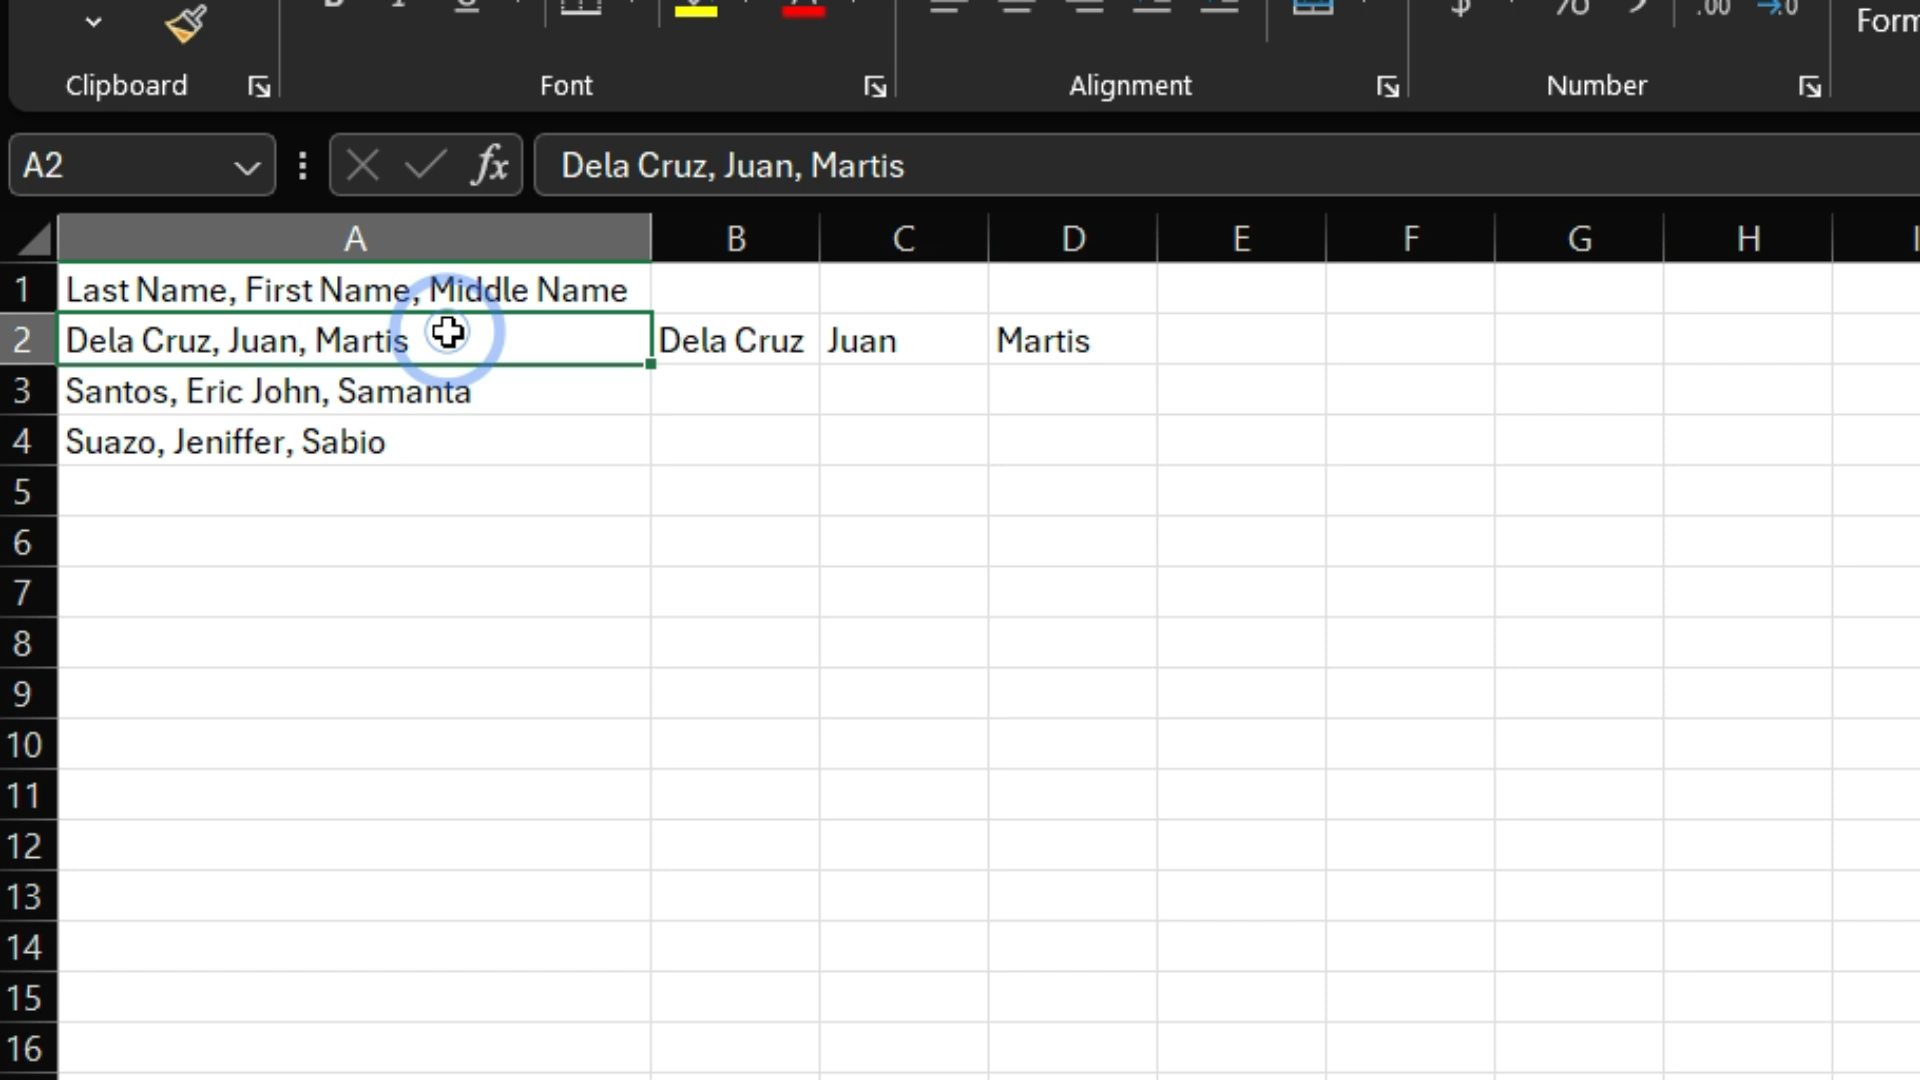 Form
Clipboard Font Alignment Number
A2 fx Dela Cruz, Juan, Martis
A B C D E F G H
1 Last Name, First Name, Middle Name
2 Dela Cruz, Juan, Martis Dela Cruz Juan Martis
3 Santos, Eric John, Samanta
4 Suazo, Jeniffer, Sabio
5
6
7
8
9
10
11
12
13
14
15
16